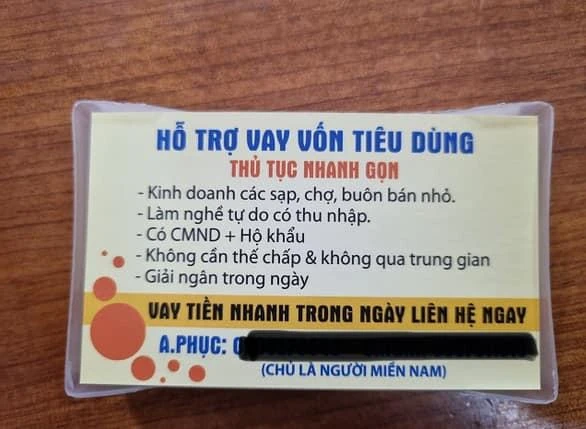 HỖ TRỢ VAY VỐN TIÊU DÙNG
THỦ TỤC NHANH GỌN
- Kinh doanh các sạp, chợ, buôn bán nhỏ.
- Làm nghề tự do có thu nhập.
- Có CMND + Hộ khẩu
- Không cần thế chấp & không qua trung gian
- Giải ngân trong ngày
VAY TIỀN NHANH TRONG NGÀY LIÊN HỆ NGAY
A.PHỤC:
(CHỦ LÀ NGƯỜI MIỀN NAM)